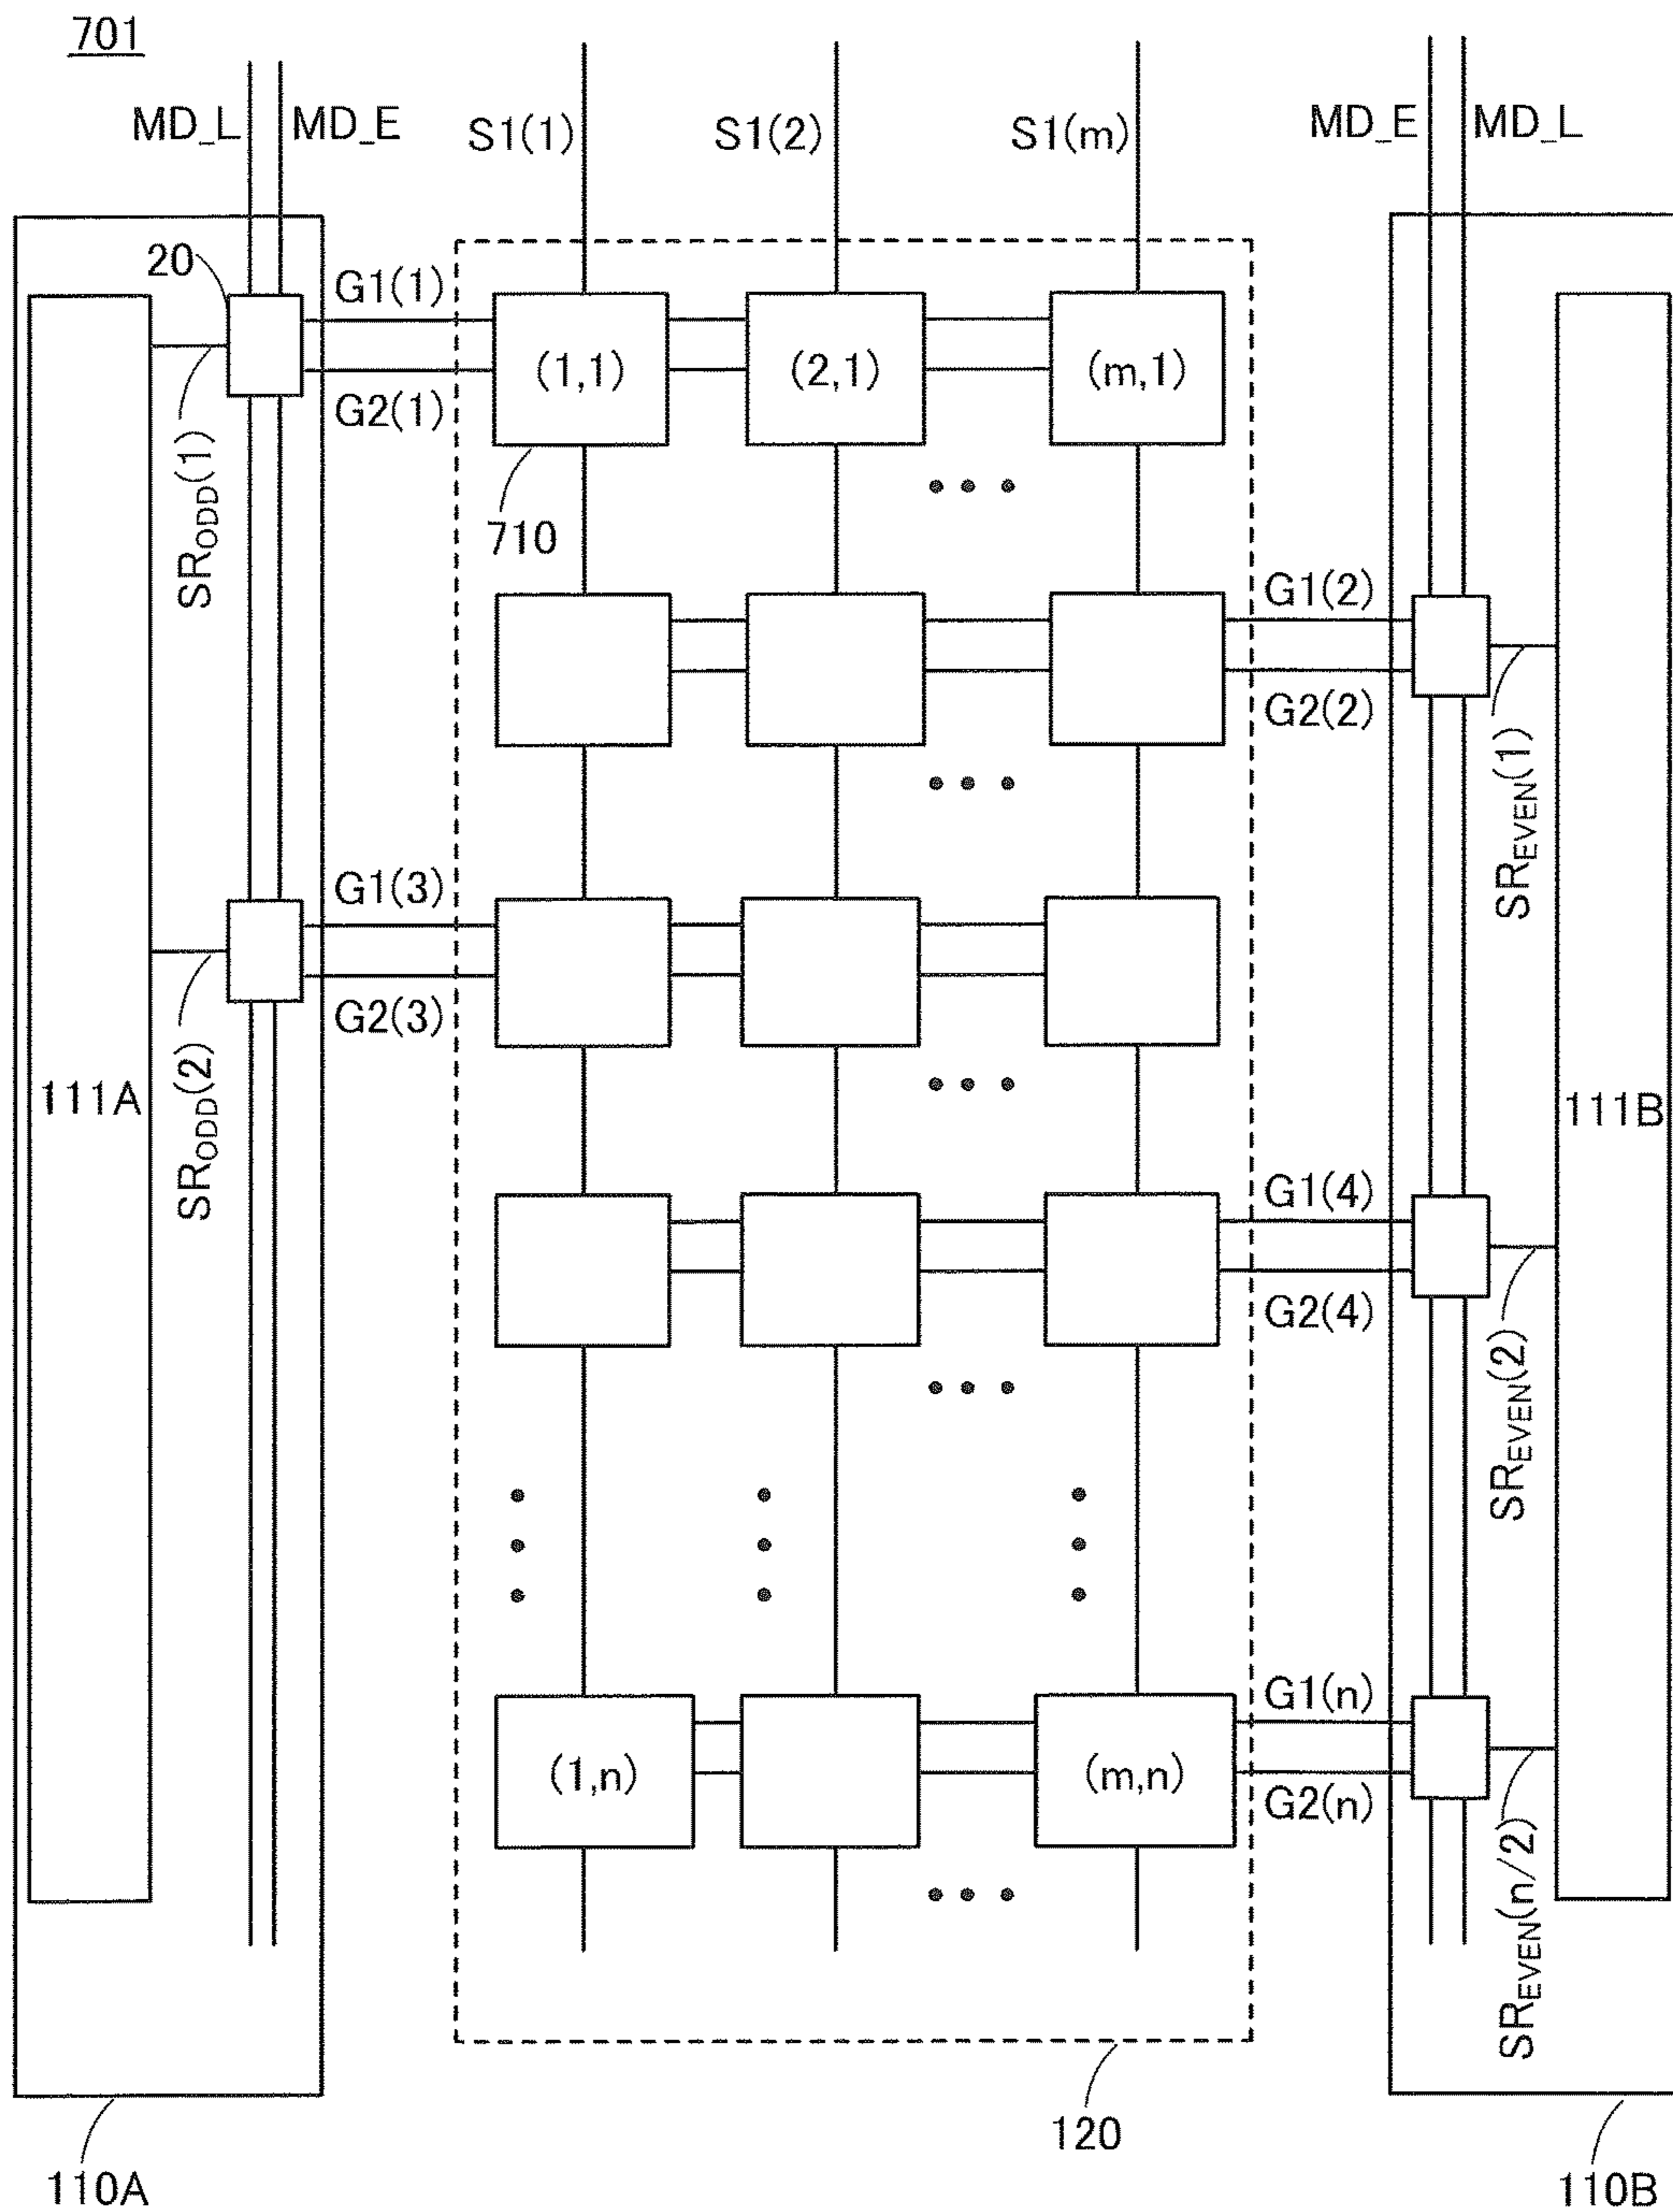 701
MD_L
MD_E
S1(1)
S1(2)
S1(m)
MD_E
MD_L
20
G1(1)
G2(1)
(1,1)
(2,1)
(m,1)
SRODD(1)
710
G1(2)
G2(2)
SREVEN(1)
G1(3)
G2(3)
SRODD(2)
111A
111B
G1(4)
G2(4)
SREVEN(2)
G1(n)
G2(n)
(1,n)
(m,n)
SREVEN(n/2)
120
110A
110B